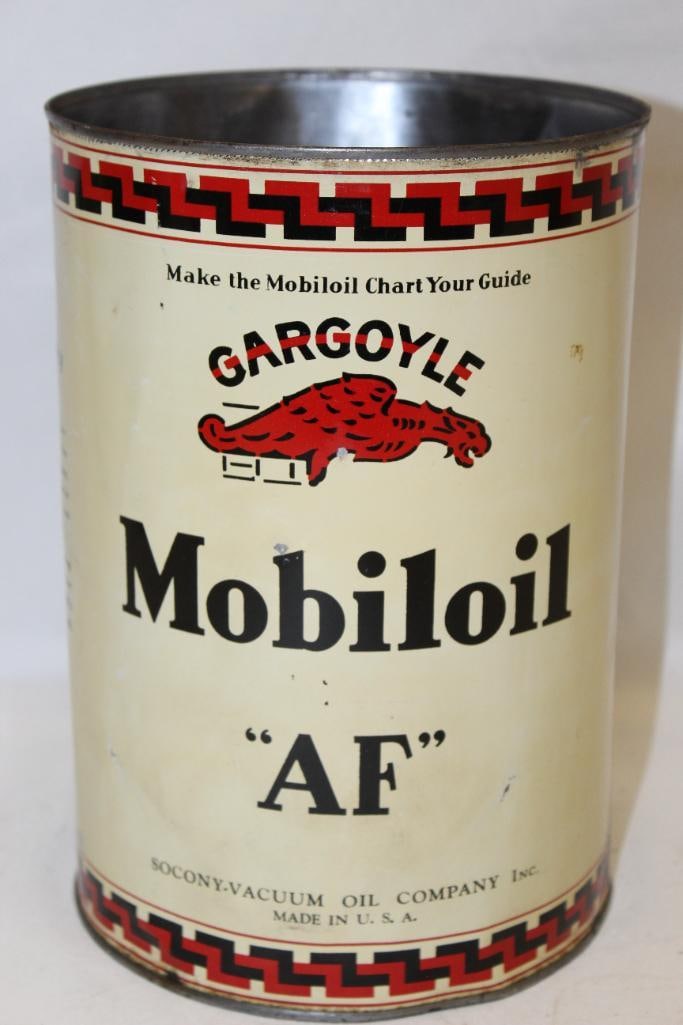 Make the Mobiloil Chart Your Guide
GARGOYLE
Mobiloil
"AF"
SOCONY-VACUUM OIL COMPANY INC.
MADE IN U. S. A.